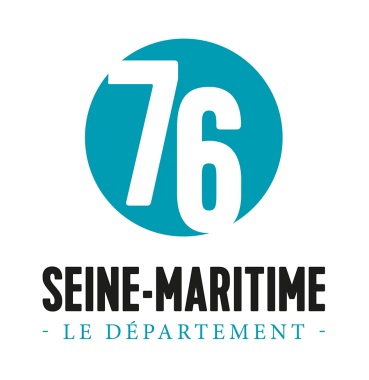 76
SEINE-MARITIME
- LE DÉPARTEMENT -